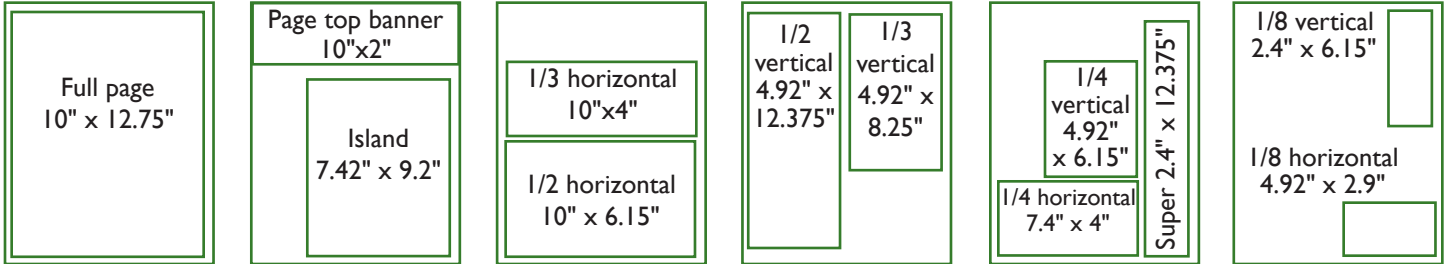 Full page
10" x 12.75"
Page top banner
10"x2"
Island
7.42" x 9.2"
1/3 horizontal
10"x4"
1/2 horizontal
10" x 6.15"
1/2
vertical
4.92" x
12.375"
1/3
vertical
4.92" x
8.25"
1/4
vertical
4.92"
x 6.15"
1/4 horizontal
7.4" x 4"
Super 2.4" x 12.375"
1/8 vertical
2.4" x 6.15"
1/8 horizontal
4.92" x 2.9"